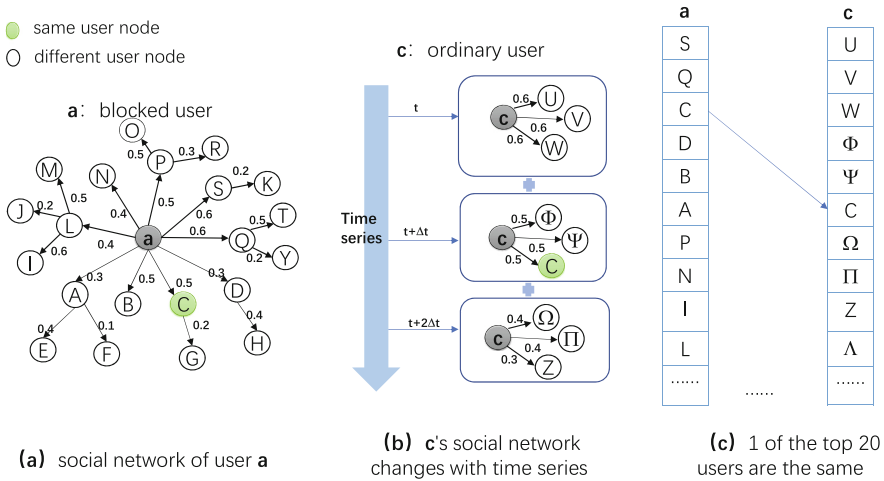 same user node
different user node
a: blocked user
O
0.5
P
0.3
R
M
N
0.5
S
0.2
K
J
0.2
0.5
L
0.4
0.6
0.5
T
0.6
I
0.4
a
0.6
Q
0.2
Y
0.3
0.5
0.5
0.3
A
B
C
D
0.4
0.1
0.2
0.4
E
F
G
H
(a) social network of user a
c: ordinary user
Time
series
t
0.6
U
c
0.6
V
0.6
W
t+Δt
0.5
Φ
c
0.5
Ψ
0.5
C
t+2Δt
0.4
Ω
c
0.4
Π
0.3
Z
(b) c's social network
changes with time series
a
S
Q
C
D
B
A
P
N
I
L
......
......
c
U
V
W
Φ
Ψ
C
Ω
Π
Z
Λ
......
(c) 1 of the top 20
users are the same